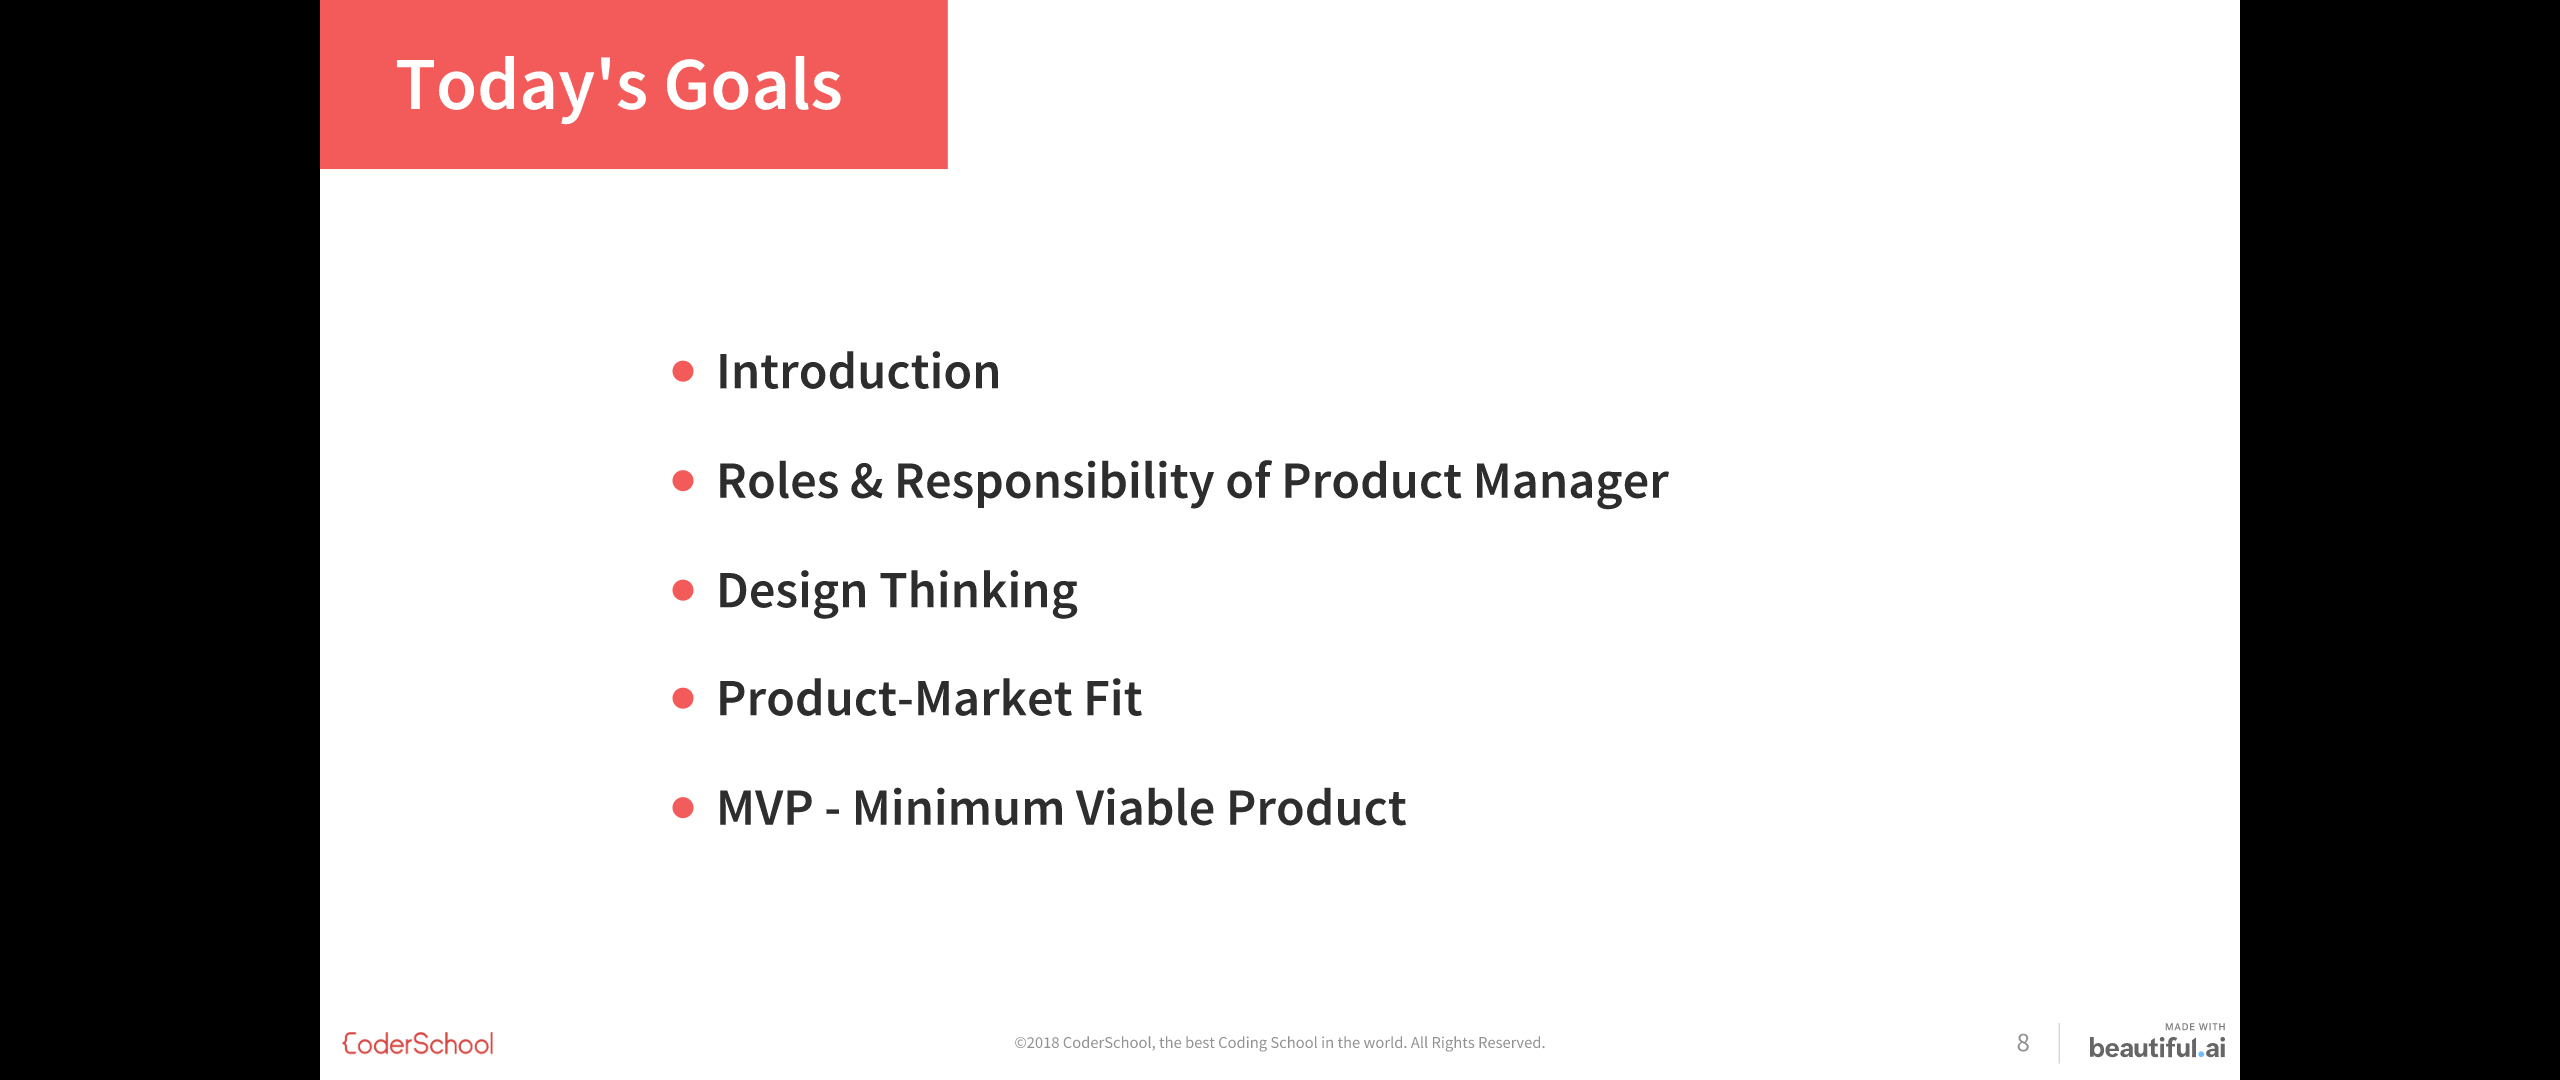 Today's Goals
Introduction
Roles & Responsibility of Product Manager
Design Thinking
Product-Market Fit
MVP - Minimum Viable Product
CoderSchool
©2018 CoderSchool, the best Coding School in the world. All Rights Reserved.
8
MADE WITH
beautiful.ai